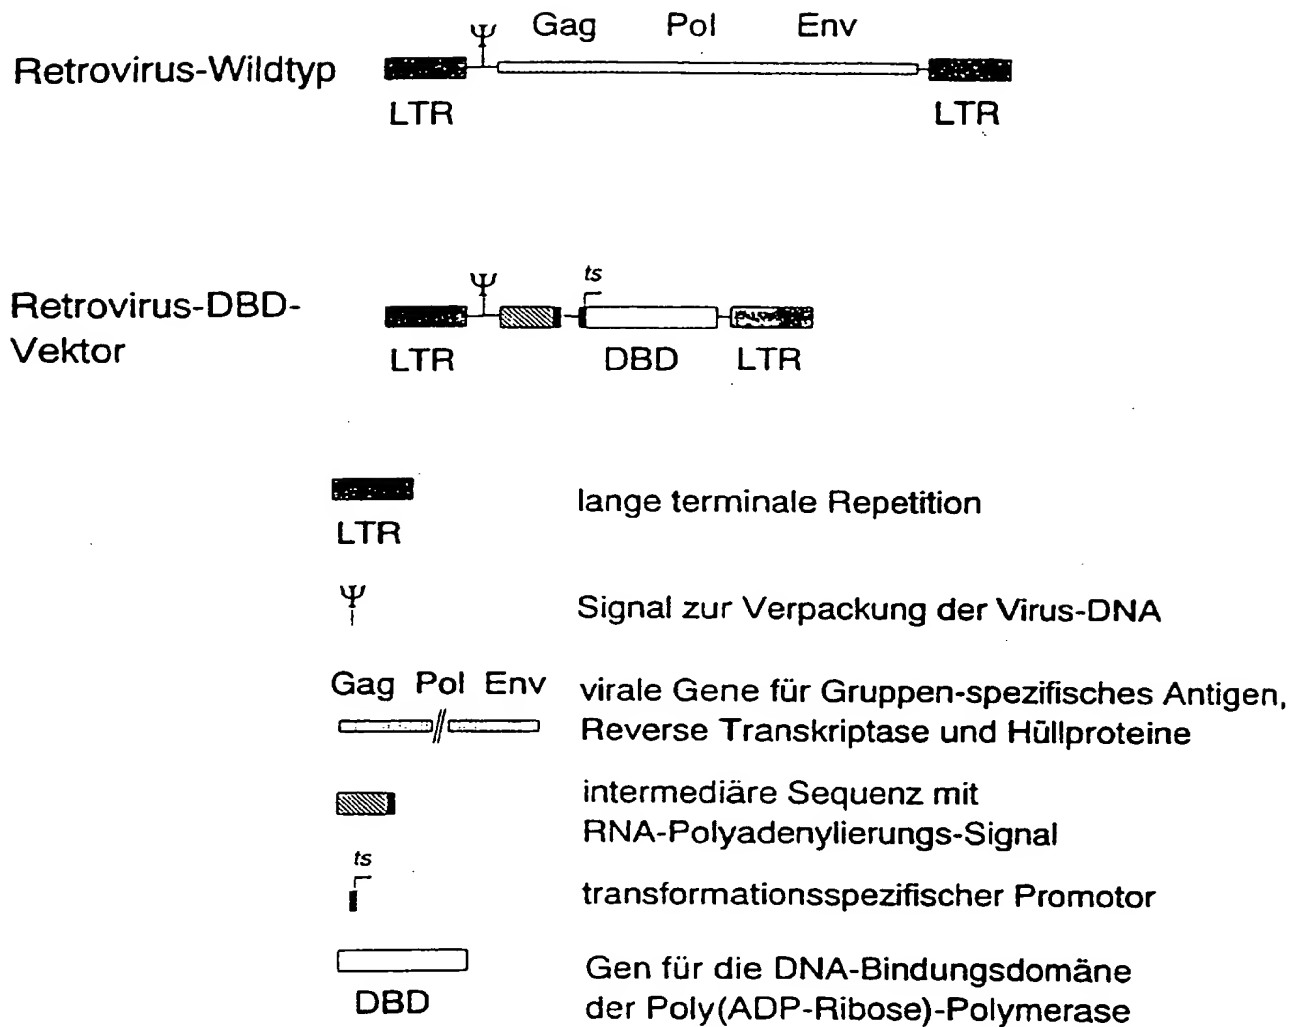 Ψ Gag Pol Env
Retrovirus-Wildtyp
LTR LTR
Ψ ts
Retrovirus-DBD-
Vektor
LTR DBD LTR
lange terminale Repetition
LTR
Ψ Signal zur Verpackung der Virus-DNA
Gag Pol Env virale Gene für Gruppen-spezifisches Antigen,
Reverse Transkriptase und Hüllproteine
intermediäre Sequenz mit
RNA-Polyadenylierungs-Signal
ts
transformationsspezifischer Promotor
Gen für die DNA-Bindungsdomäne
DBD der Poly(ADP-Ribose)-Polymerase